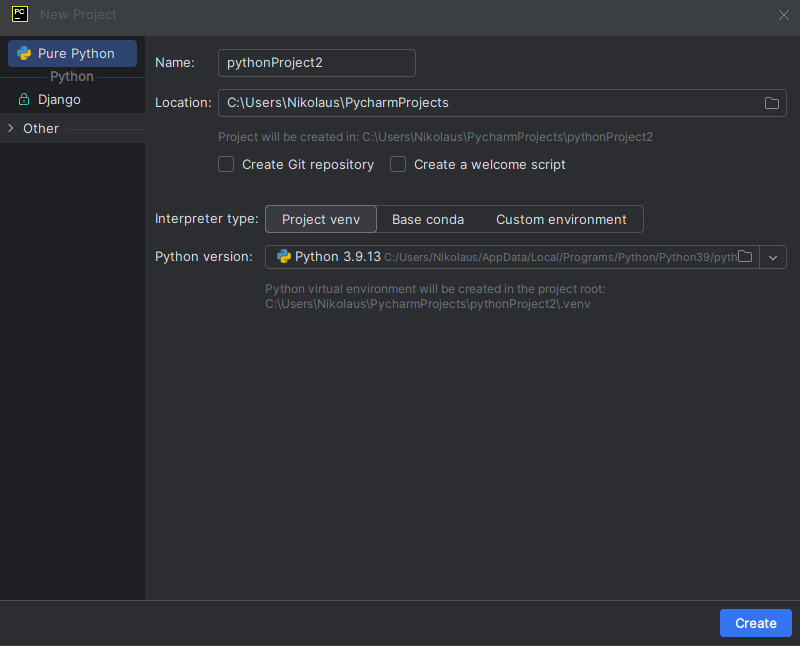 PC
New Project
Pure Python
Python
Django
Other
Name:
pythonProject2
Location:
C:\Users\Nikolaus\PycharmProjects
Project will be created in: C:\Users\Nikolaus\PycharmProjects\pythonProject2
Create Git repository
Create a welcome script
Interpreter type:
Project venv
Base conda
Custom environment
Python version:
Python 3.9.13 C:/Users/Nikolaus/AppData/Local/Programs/Python/Python39/pyth
Python virtual environment will be created in the project root:
C:\Users\Nikolaus\PycharmProjects\pythonProject2\.venv
Create